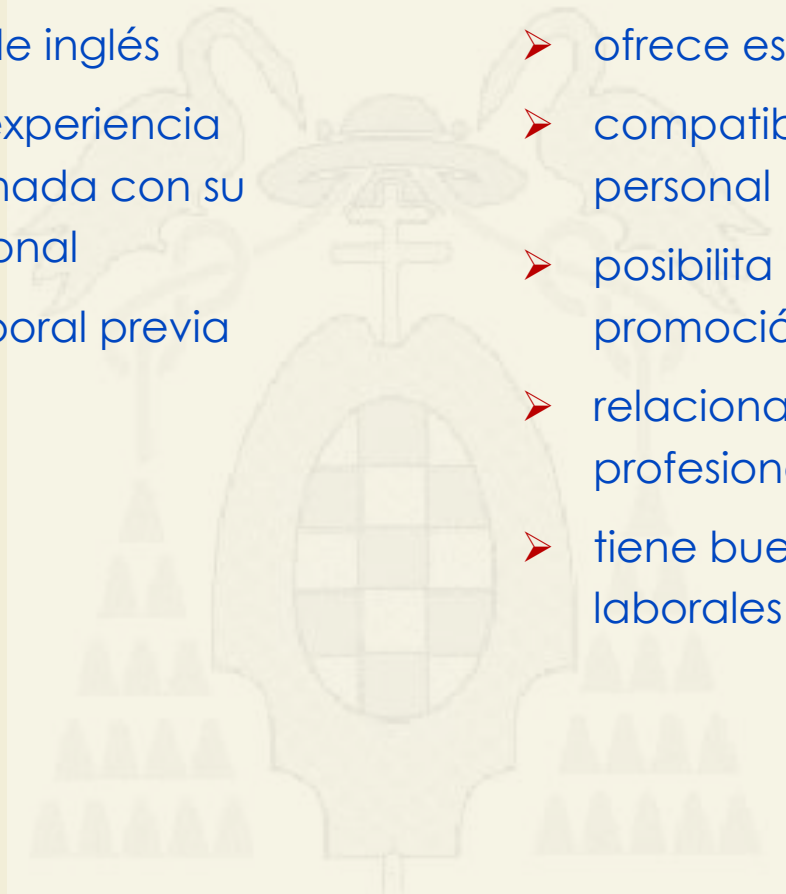 de inglés
experiencia
nada con su
onal
boral previa
ofrece es
compatib
personal
posibilita
promoció
relaciona
profesion
tiene bue
laborales